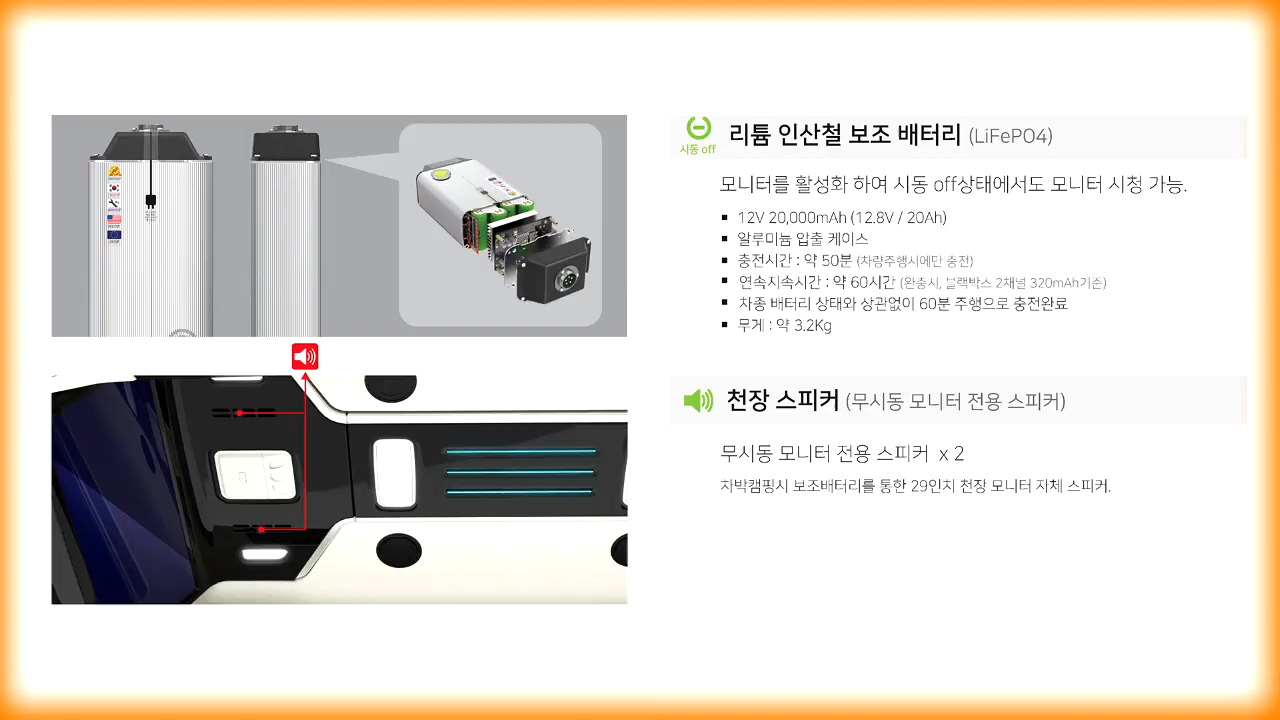 시동 off
리튬 인산철 보조 배터리 (LiFePO4)
모니터를 활성화 하여 시동 off상태에서도 모니터 시청 가능.
▪ 12V 20,000mAh (12.8V / 20Ah)
▪ 알루미늄 압출 케이스
▪ 충전시간 : 약 50분 (차량주행시에만 충전)
▪ 연속지속시간 : 약 60시간 (완충시, 블랙박스 2채널 320mAh기준)
▪ 차종 배터리 상태와 상관없이 60분 주행으로 충전완료
▪ 무게 : 약 3.2Kg
천장 스피커 (무시동 모니터 전용 스피커)
무시동 모니터 전용 스피커 x 2
차박캠핑시 보조배터리를 통한 29인치 천장 모니터 자체 스피커.